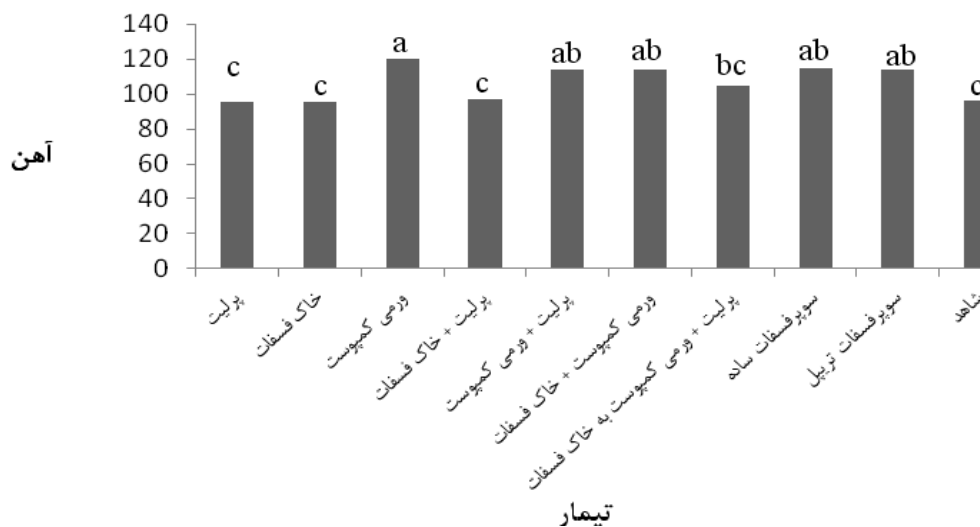 140
120
100
80
60
40
20
0
آهن
c
c
a
c
ab
ab
bc
ab
ab
c
پرلیت
خاک فسفات
ورمی کمپوست
پرلیت + خاک فسفات
پرلیت + ورمی کمپوست
ورمی کمپوست + خاک فسفات
پرلیت + ورمی کمپوست به خاک فسفات
سوپرفسفات ساده
سوپرفسفات تریپل
شاهد
تیمار